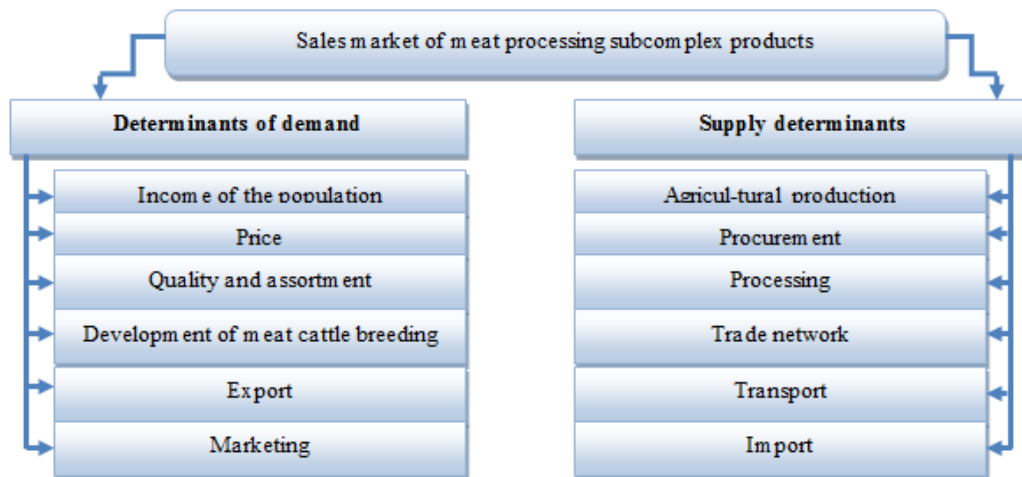 Sales market of meat processing subcomplex products
Determinants of demand
Income of the population
Price
Quality and assortment
Development of meat cattle breeding
Export
Marketing
Supply determinants
Agricul-tural production
Procurement
Processing
Trade network
Transport
Import